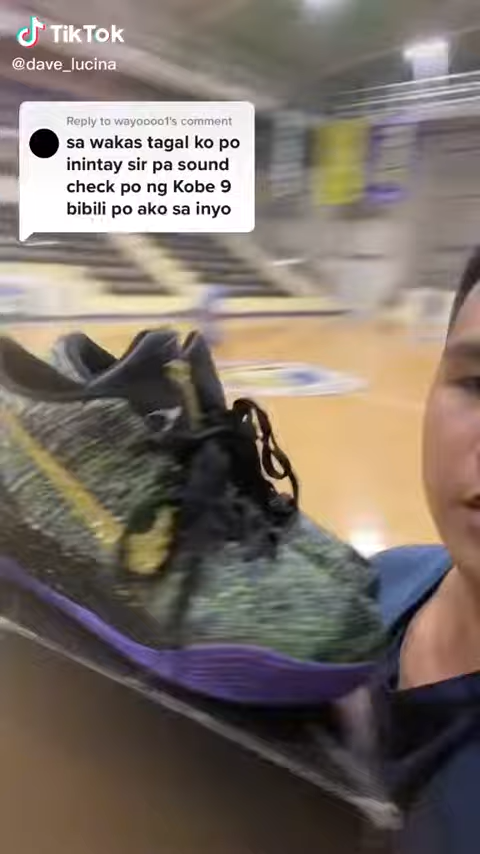 TikTok
@dave_lucina
Reply to wayoooo1's comment
sa wakas tagal ko po
inintay sir pa sound
check po ng Kobe 9
bibili po ako sa inyo